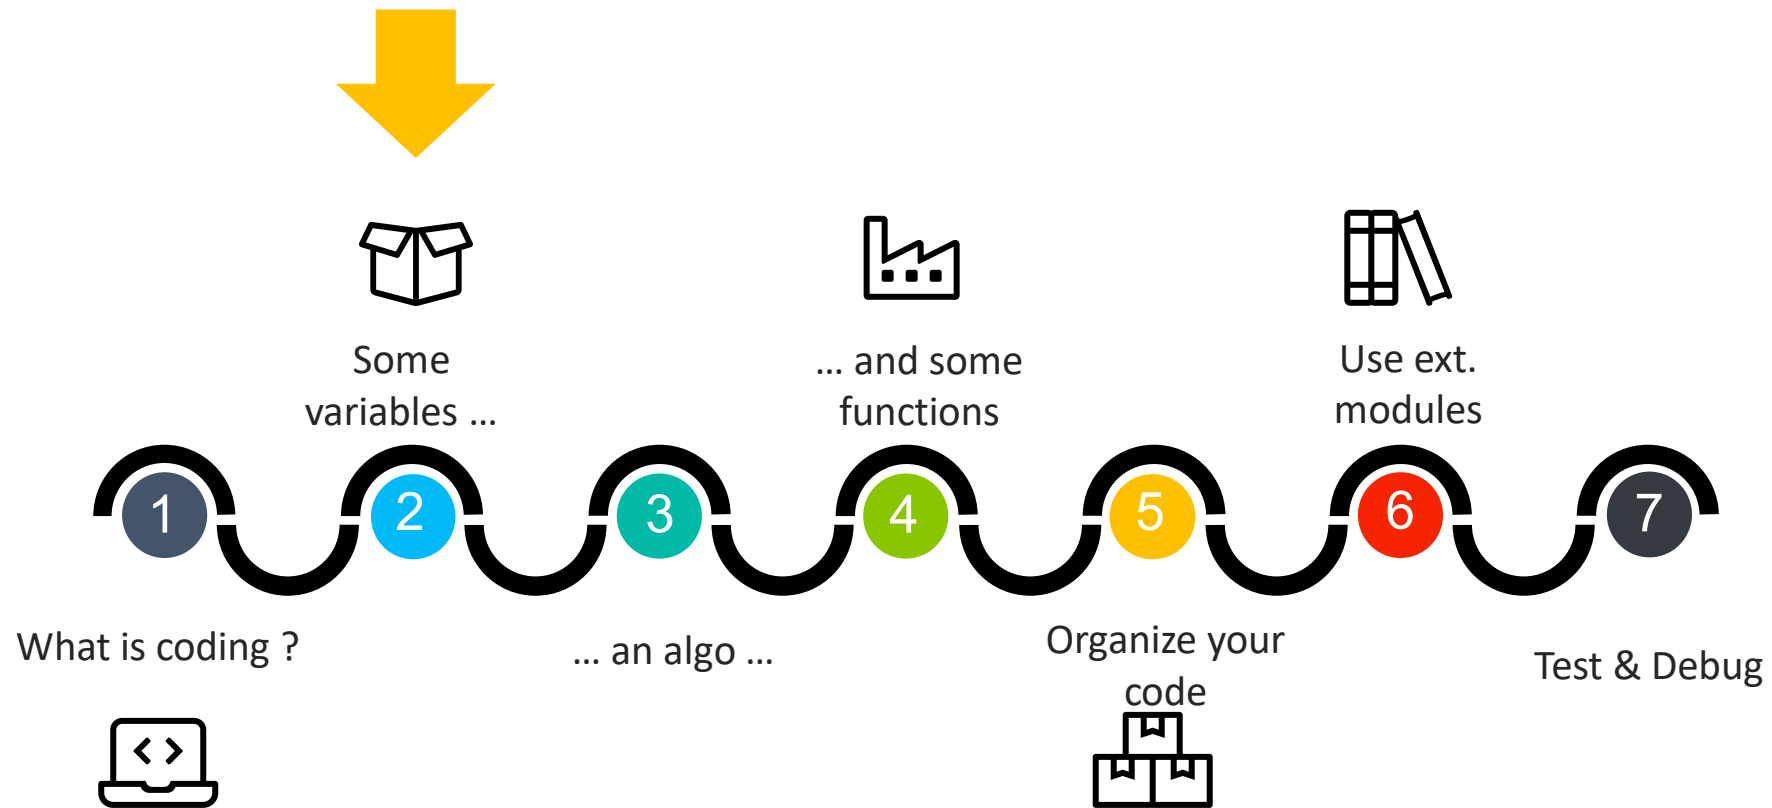 Some
variables …
… and some
functions
Use ext.
modules
1
2
3
4
5
6
7
What is coding ?
… an algo …
Organize your
code
Test & Debug